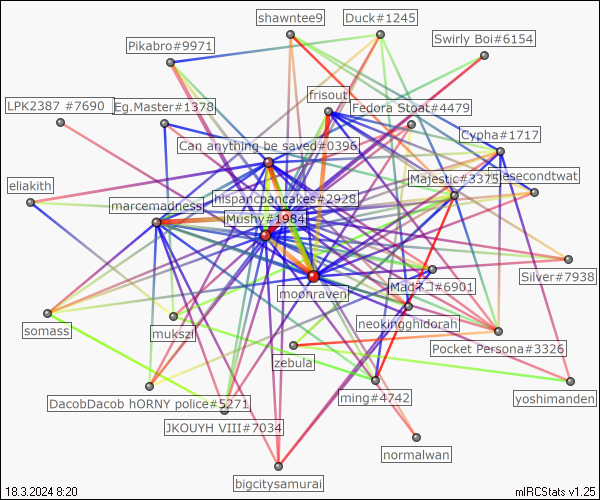 shawntee9
Duck#1245
Swirly Boi#6154
Pikabro#9971
frisout
LPK2387 #7690
Eg.Master#1378
Fedora Stoat#4479
Cypha#1717
Can anything be saved#0396
Majestic#3375
esecondtwat
eliakith
marcemadness
hispancpancakes#2928
Mushy#1984
moonraven
#6901
Silver#7938
neokingghidorah
somass
mukszi
zebula
Pocket Persona#3326
DacobDacob hORNY police#5271
ming#4742
yoshimanden
JKOUYH VIII#7034
normalwan
bigcitysamurai
18.3.2024 8:20
mIRCStats v1.25